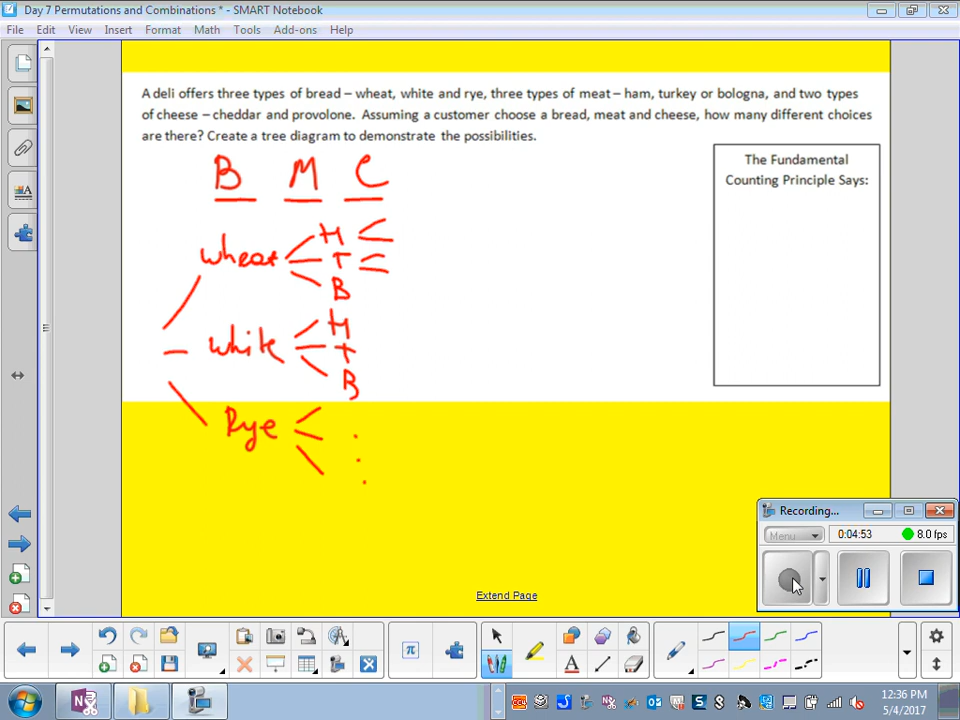 Day 7 Permutations and Combinations * - SMART Notebook
File Edit View Insert Format Math Tools Add-ons Help
A deli offers three types of bread – wheat, white and rye, three types of meat – ham, turkey or bologna, and two types
of cheese – cheddar and provolone. Assuming a customer choose a bread, meat and cheese, how many different choices
are there? Create a tree diagram to demonstrate the possibilities.
The Fundamental
Counting Principle Says:
B M C
H
wheat T
B
H
white T
B
Rye
Recording...
Menu 0:04:53 8.0 fps
Extend Page
12:36 PM
5/4/2017